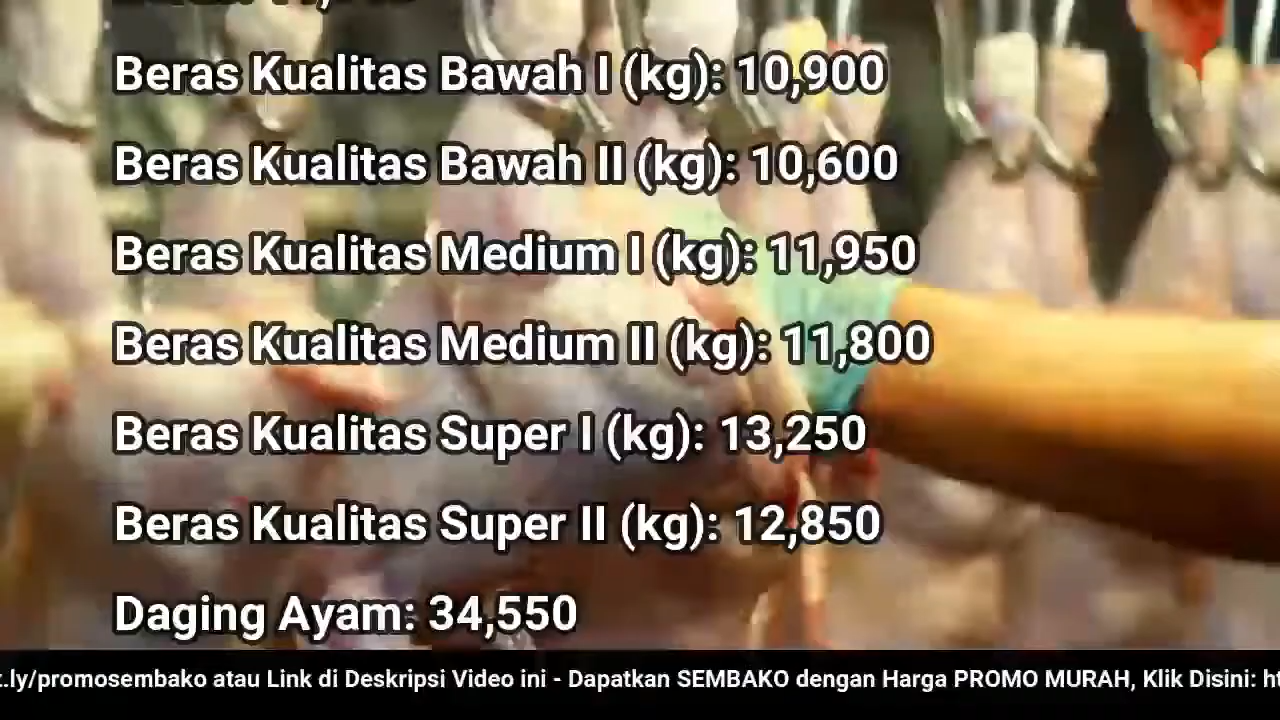 Beras Kualitas Bawah I (kg): 10,900
Beras Kualitas Bawah II (kg): 10,600
Beras Kualitas Medium I (kg): 11,950
Beras Kualitas Medium II (kg): 11,800
Beras Kualitas Super I (kg): 13,250
Beras Kualitas Super II (kg): 12,850
Daging Ayam: 34,550
.ly/promosembako atau Link di Deskripsi Video ini - Dapatkan SEMBAKO dengan Harga PROMO MURAH, Klik Disini: